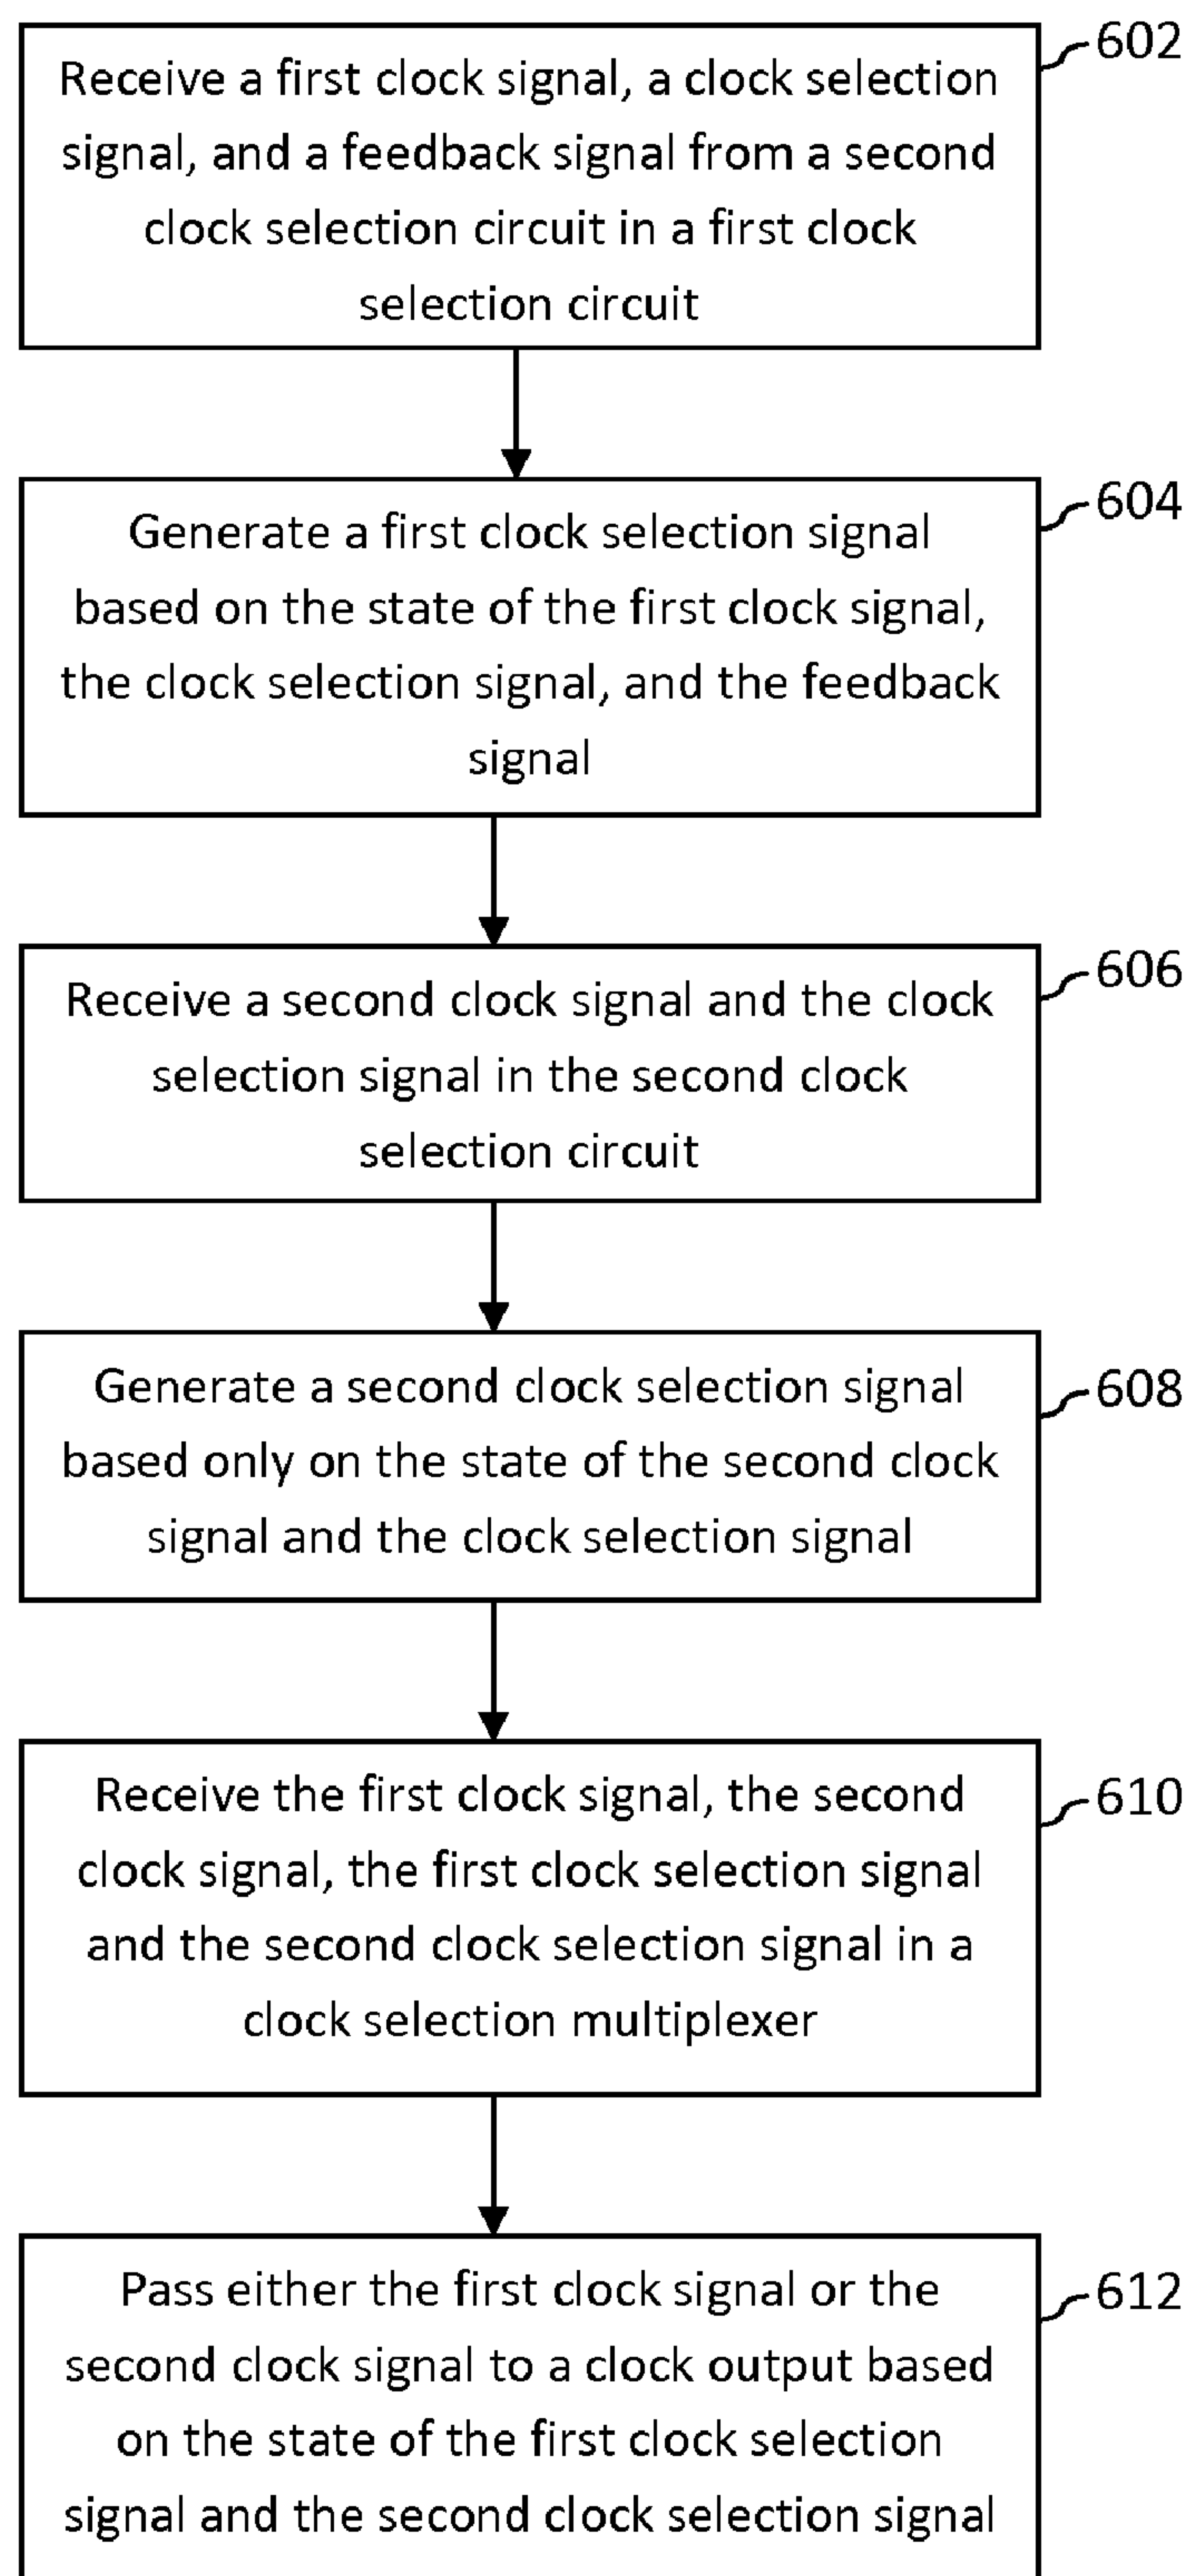 602
Receive a first clock signal, a clock selection
signal, and a feedback signal from a second
clock selection circuit in a first clock
selection circuit
604
Generate a first clock selection signal
based on the state of the first clock signal,
the clock selection signal, and the feedback
signal
606
Receive a second clock signal and the clock
selection signal in the second clock
selection circuit
608
Generate a second clock selection signal
based only on the state of the second clock
signal and the clock selection signal
610
Receive the first clock signal, the second
clock signal, the first clock selection signal
and the second clock selection signal in a
clock selection multiplexer
612
Pass either the first clock signal or the
second clock signal to a clock output based
on the state of the first clock selection
signal and the second clock selection signal